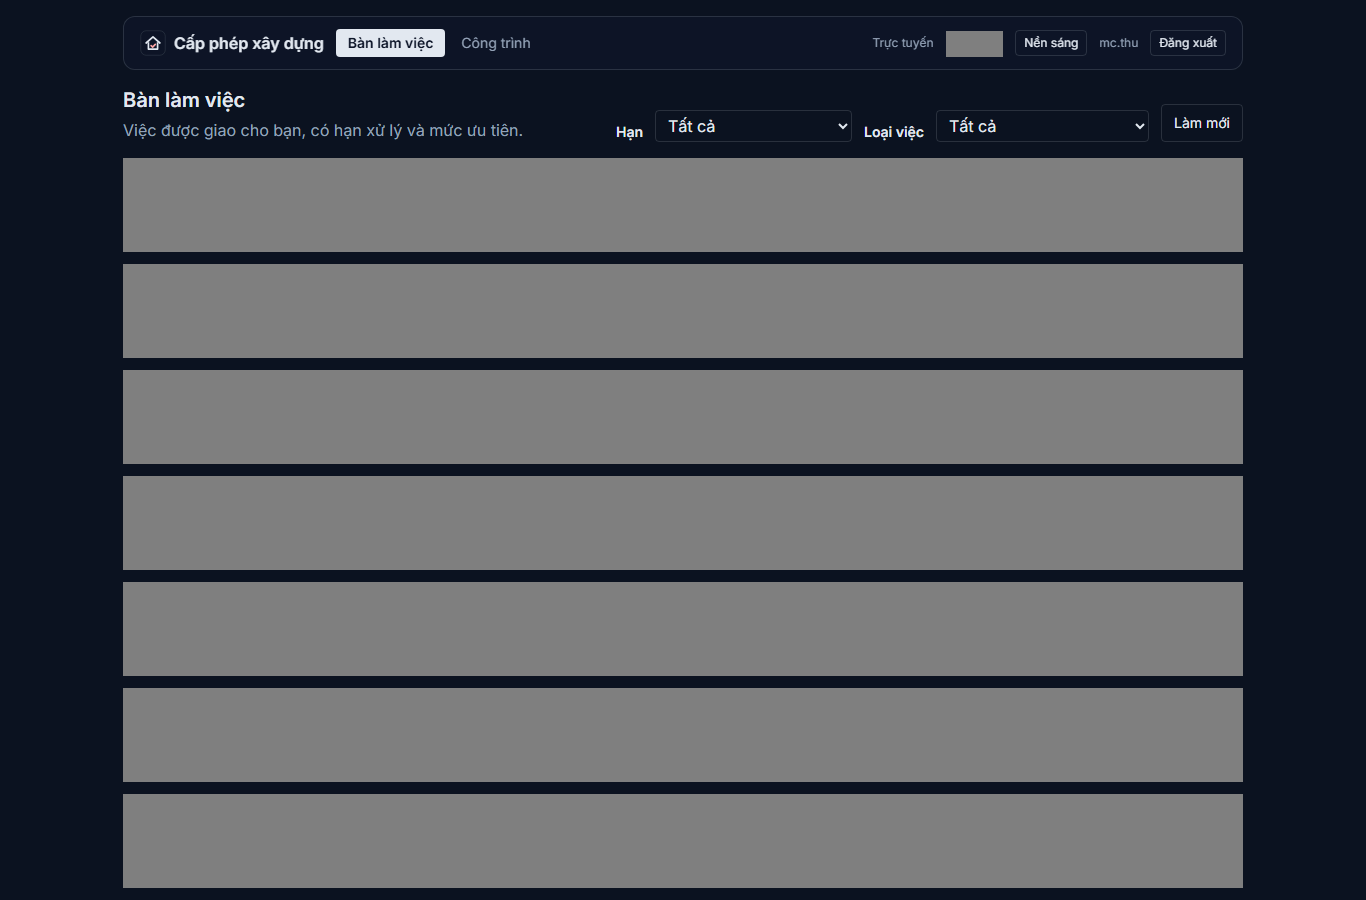 Cấp phép xây dựng
Bàn làm việc
Công trình
Trực tuyến
Nền sáng
mc.thu
Đăng xuất
Bàn làm việc
Việc được giao cho bạn, có hạn xử lý và mức ưu tiên.
Hạn
Tất cả
Loại việc
Tất cả
Làm mới